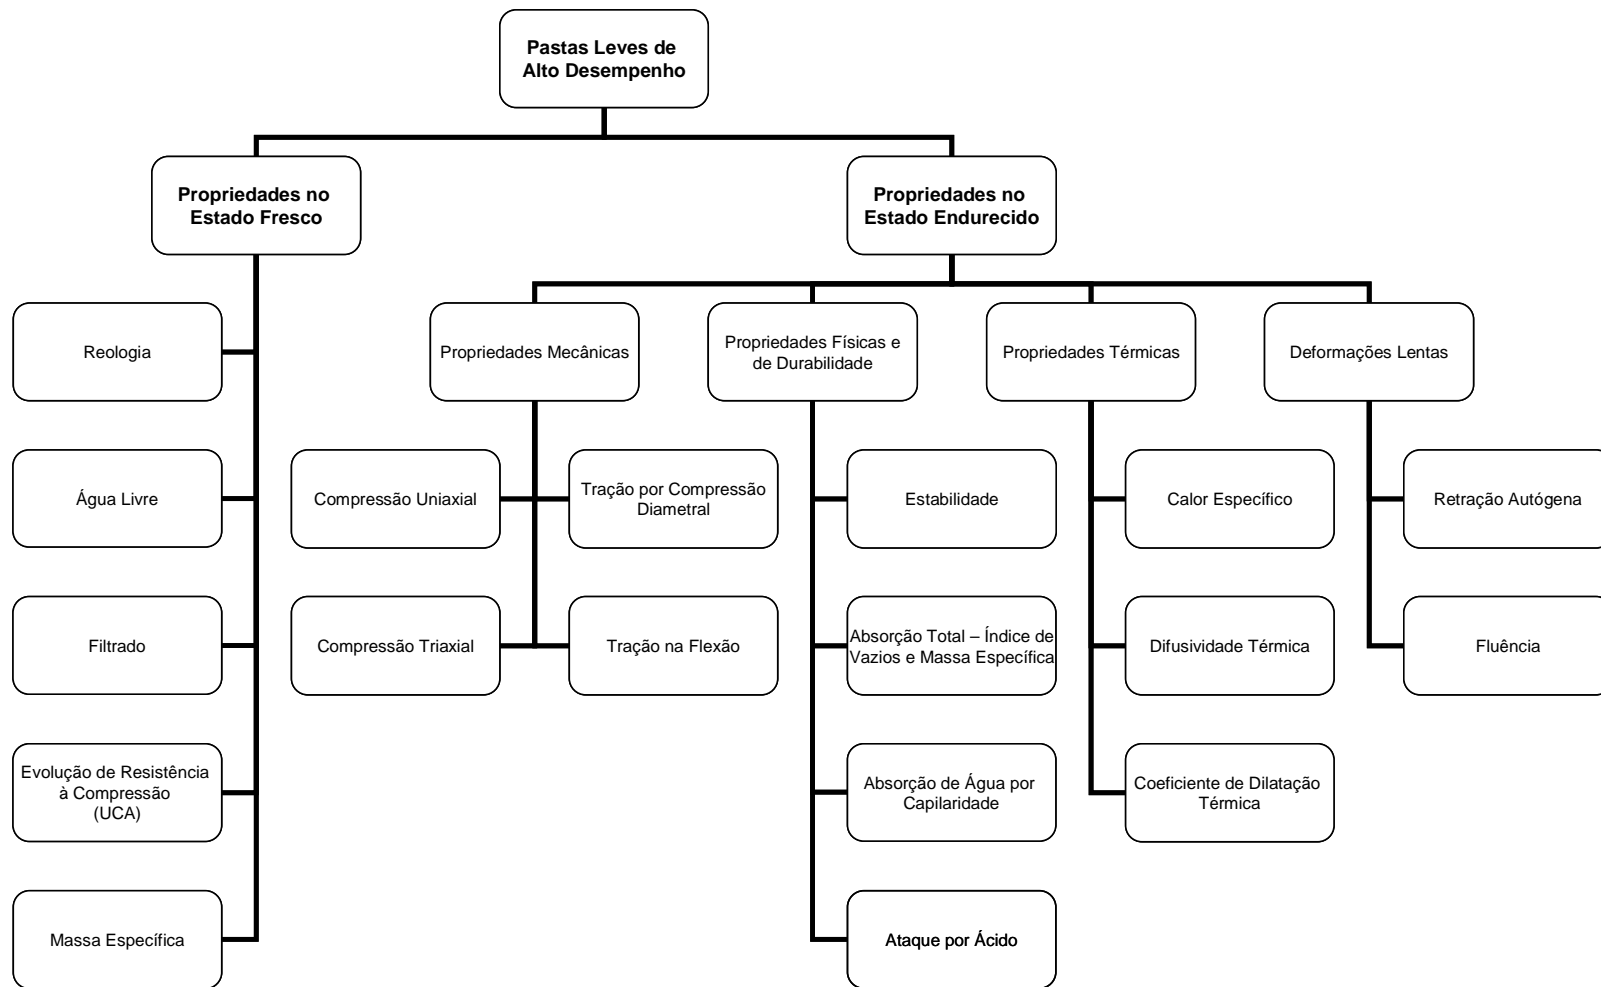 Pastas Leves de
Alto Desempenho
Propriedades no
Estado Fresco
Propriedades no
Estado Endurecido
Reologia
Propriedades Mecânicas
Propriedades Físicas e
de Durabilidade
Propriedades Térmicas
Deformações Lentas
Água Livre
Compressão Uniaxial
Tração por Compressão
Diametral
Estabilidade
Calor Específico
Retração Autógena
Filtrado
Compressão Triaxial
Tração na Flexão
Absorção Total – Índice de
Vazios e Massa Específica
Difusividade Térmica
Fluência
Evolução de Resistência
à Compressão
(UCA)
Absorção de Água por
Capilaridade
Coeficiente de Dilatação
Térmica
Massa Específica
Ataque por Ácido